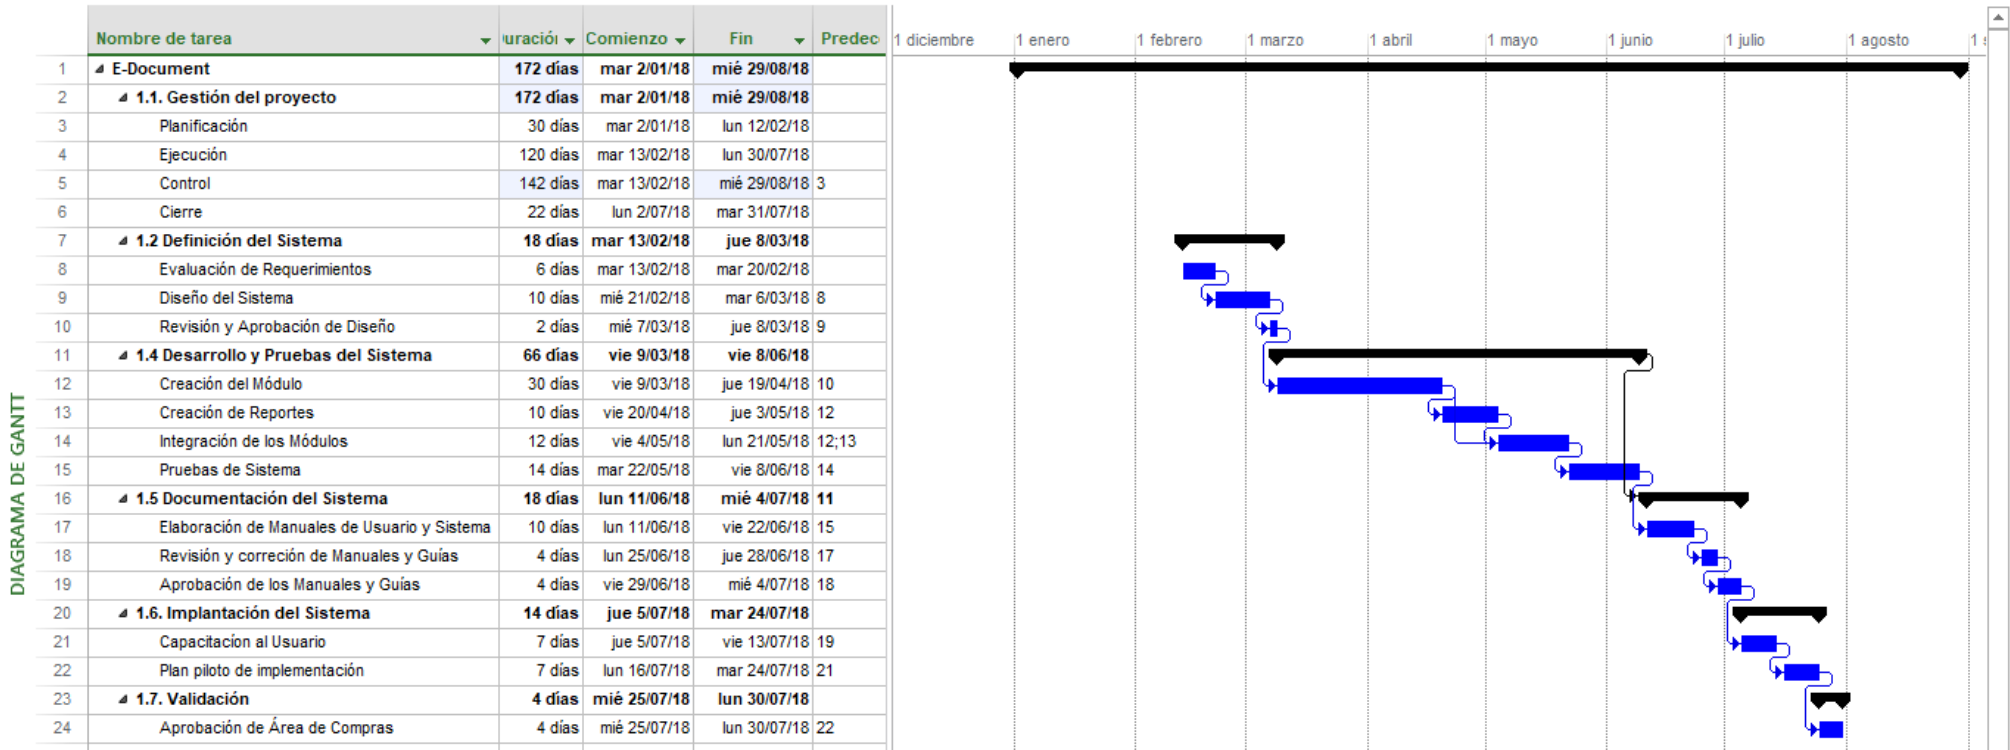 Nombre de tarea uración Comienzo Fin Predec 1 diciembre 1 enero 1 febrero 1 marzo 1 abril 1 mayo 1 junio 1 julio 1 agosto
1 E-Document 172 días mar 2/01/18 mié 29/08/18
2 1.1. Gestión del proyecto 172 días mar 2/01/18 mié 29/08/18
3 Planificación 30 días mar 2/01/18 lun 12/02/18
4 Ejecución 120 días mar 13/02/18 lun 30/07/18
5 Control 142 días mar 13/02/18 mié 29/08/18 3
6 Cierre 22 días lun 2/07/18 mar 31/07/18
7 1.2 Definición del Sistema 18 días mar 13/02/18 jue 8/03/18
8 Evaluación de Requerimientos 6 días mar 13/02/18 mar 20/02/18
9 Diseño del Sistema 10 días mié 21/02/18 mar 6/03/18 8
10 Revisión y Aprobación de Diseño 2 días mié 7/03/18 jue 8/03/18 9
11 1.4 Desarrollo y Pruebas del Sistema 66 días vie 9/03/18 vie 8/06/18
12 Creación del Módulo 30 días vie 9/03/18 jue 19/04/18 10
13 Creación de Reportes 10 días vie 20/04/18 jue 3/05/18 12
14 Integración de los Módulos 12 días vie 4/05/18 lun 21/05/18 12;13
15 Pruebas de Sistema 14 días mar 22/05/18 vie 8/06/18 14
16 1.5 Documentación del Sistema 18 días lun 11/06/18 mié 4/07/18 11
17 Elaboración de Manuales de Usuario y Sistema 10 días lun 11/06/18 vie 22/06/18 15
18 Revisión y correción de Manuales y Guías 4 días lun 25/06/18 jue 28/06/18 17
19 Aprobación de los Manuales y Guías 4 días vie 29/06/18 mié 4/07/18 18
20 1.6. Implantación del Sistema 14 días jue 5/07/18 mar 24/07/18
21 Capacitacíon al Usuario 7 días jue 5/07/18 vie 13/07/18 19
22 Plan piloto de implementación 7 días lun 16/07/18 mar 24/07/18 21
23 1.7. Validación 4 días mié 25/07/18 lun 30/07/18
24 Aprobación de Área de Compras 4 días mié 25/07/18 lun 30/07/18 22
DIAGRAMA DE GANTT